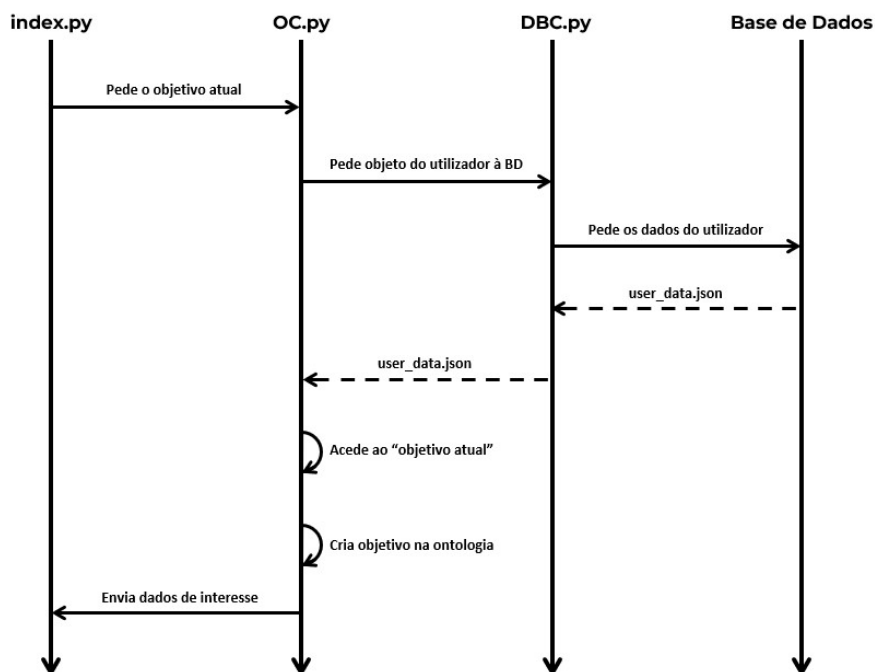 index.py
OC.py
DBC.py
Base de Dados
Pede o objetivo atual
Pede objeto do utilizador à BD
Pede os dados do utilizador
user_data.json
user_data.json
Acede ao “objetivo atual”
Cria objetivo na ontologia
Envia dados de interesse